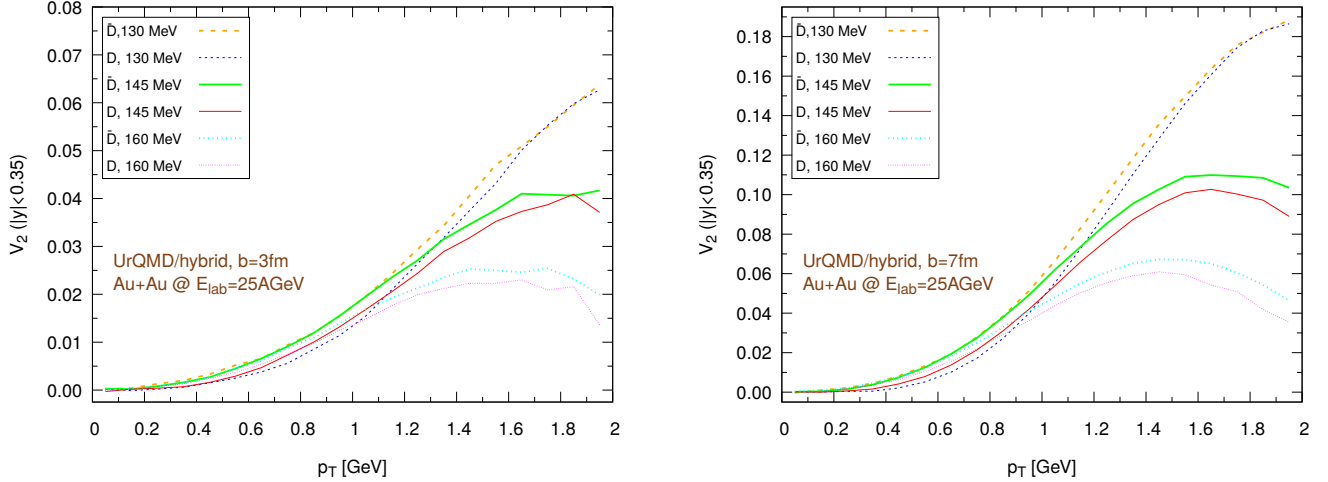 0.08
0.07
0.06
0.05
0.04
0.03
0.02
0.01
0.00
V2 (|y|<0.35)
D̄,130 MeV
D, 130 MeV
D̄, 145 MeV
D, 145 MeV
D̄, 160 MeV
D, 160 MeV
UrQMD/hybrid, b=3fm
Au+Au @ Elab=25AGeV
0 0.2 0.4 0.6 0.8 1 1.2 1.4 1.6 1.8 2
pT [GeV]
0.18
0.16
0.14
0.12
0.10
0.08
0.06
0.04
0.02
0.00
V2 (|y|<0.35)
D̄,130 MeV
D, 130 MeV
D̄, 145 MeV
D, 145 MeV
D̄, 160 MeV
D, 160 MeV
UrQMD/hybrid, b=7fm
Au+Au @ Elab=25AGeV
0 0.2 0.4 0.6 0.8 1 1.2 1.4 1.6 1.8 2
pT [GeV]